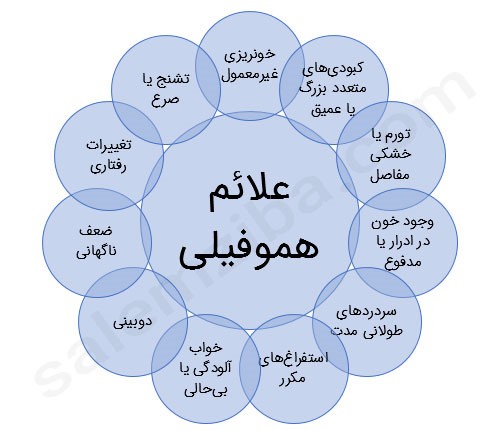 علائم
هموفیلی
خونریزی
غیرمعمول
کبودی‌های
متعدد بزرگ
یا عمیق
تورم یا
خشکی
مفاصل
وجود خون
در ادرار یا
مدفوع
سردردهای
طولانی مدت
استفراغ‌های
مکرر
خواب
آلودگی یا
بی‌حالی
دوبینی
ضعف
ناگهانی
تغییرات
رفتاری
تشنج یا
صرع
salemziba.com